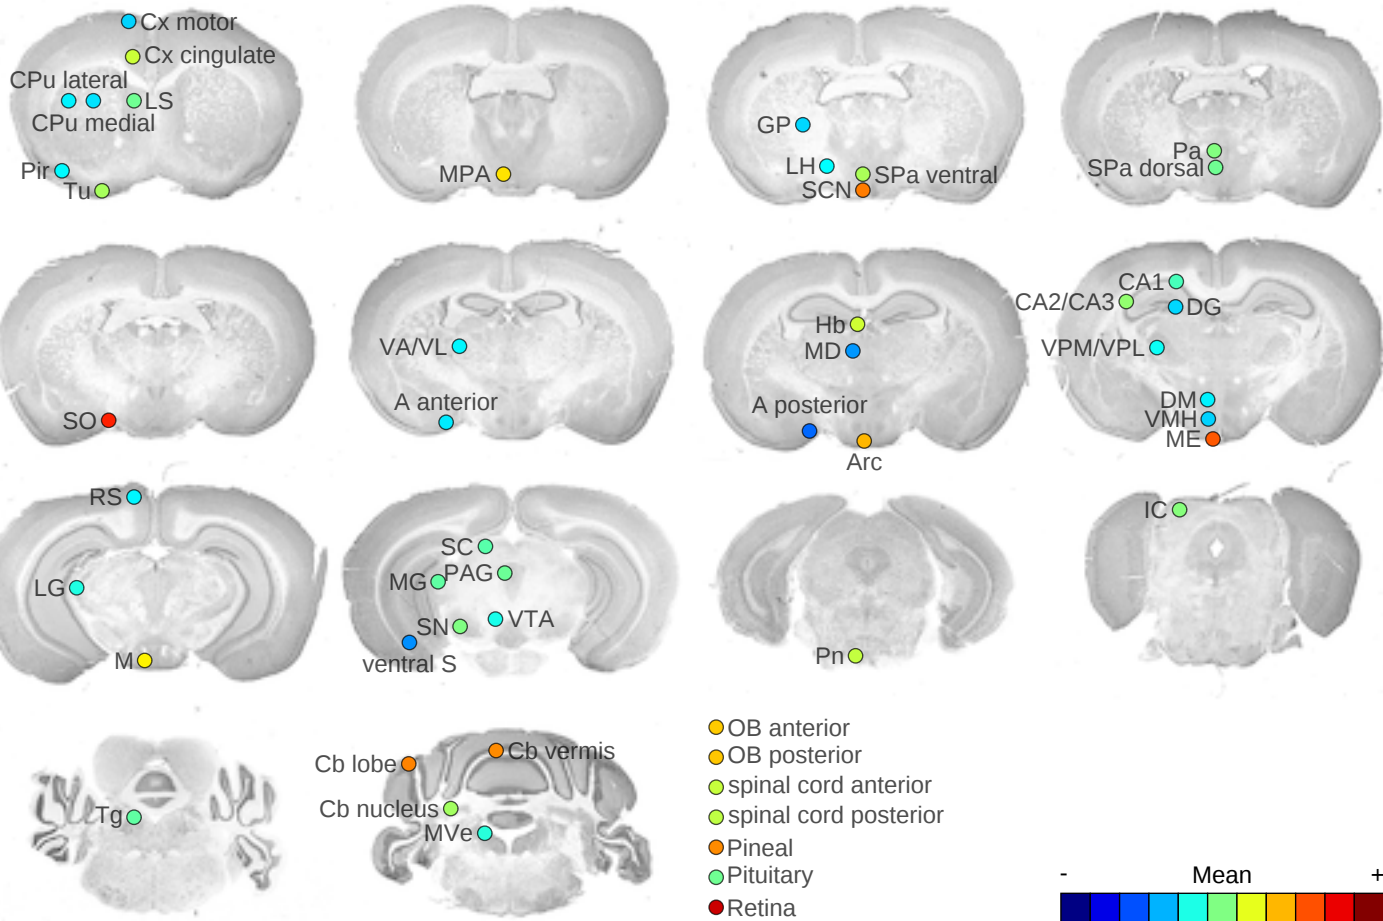 Cx motor
Cx cingulate
CPu lateral
LS
CPu medial
Pir
Tu
MPA
GP
LH
SPa ventral
SCN
Pa
SPa dorsal
SO
VA/VL
A anterior
Hb
MD
A posterior
Arc
CA1
CA2/CA3
DG
VPM/VPL
DM
VMH
ME
RS
LG
M
SC
PAG
MG
VTA
SN
ventral S
Pn
IC
Tg
Cb vermis
Cb lobe
Cb nucleus
MVe
OB anterior
OB posterior
spinal cord anterior
spinal cord posterior
Pineal
Pituitary
Retina
- Mean +